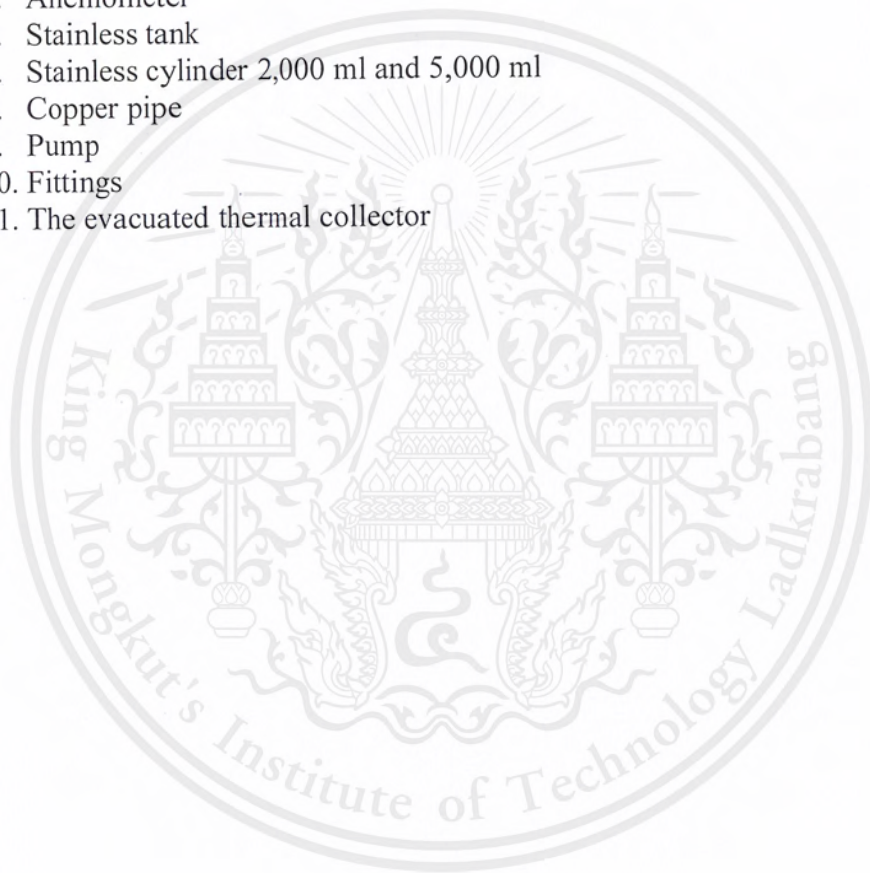 . Anemometer
. Stainless tank
. Stainless cylinder 2,000 ml and 5,000 ml
. Copper pipe
. Pump
0. Fittings
1. The evacuated thermal collector
King Mongkut's Institute of Technology Ladkrabang